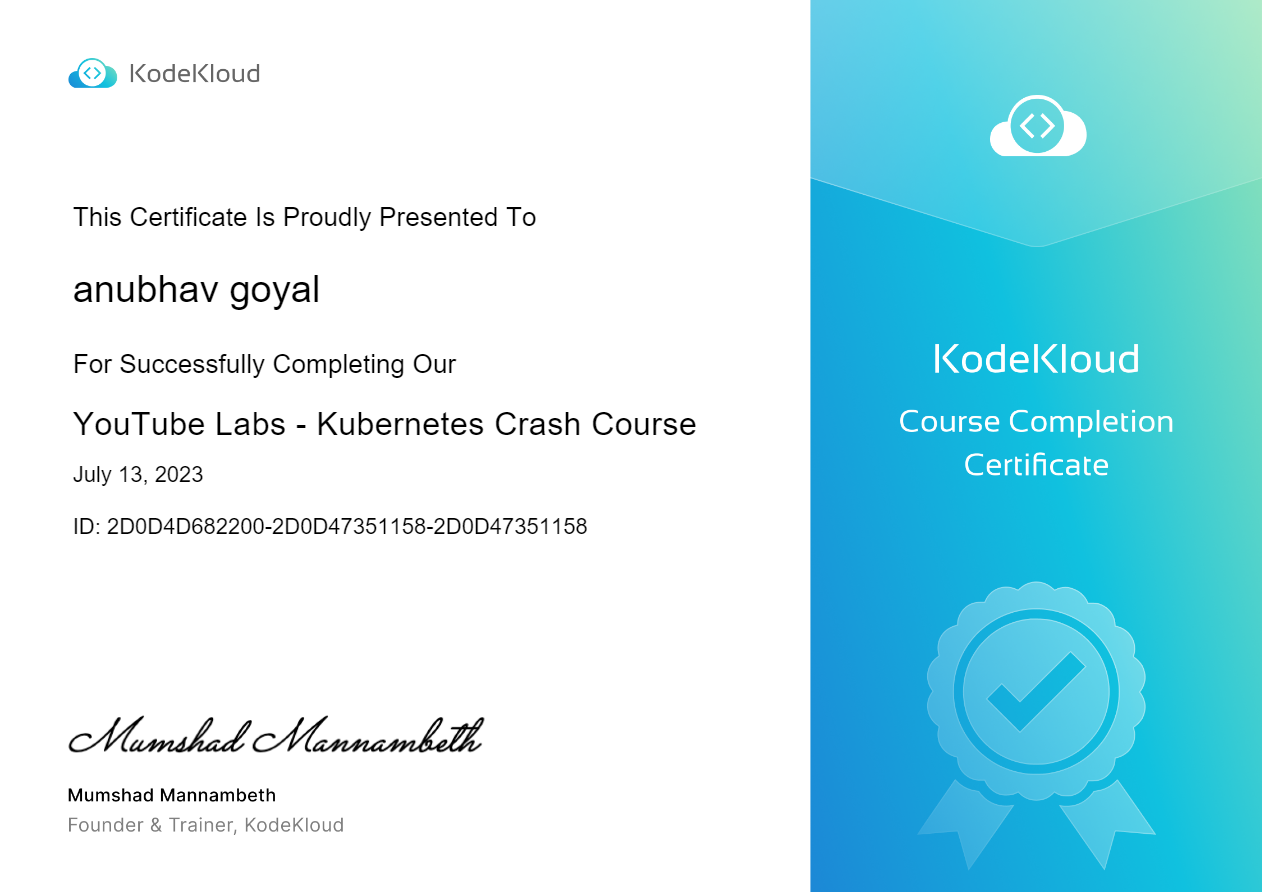 KodeKloud
This Certificate Is Proudly Presented To
anubhav goyal
For Successfully Completing Our
YouTube Labs - Kubernetes Crash Course
July 13, 2023
ID: 2D0D4D682200-2D0D47351158-2D0D47351158
Mumshad Mannambeth
Mumshad Mannambeth
Founder & Trainer, KodeKloud
KodeKloud
Course Completion
Certificate